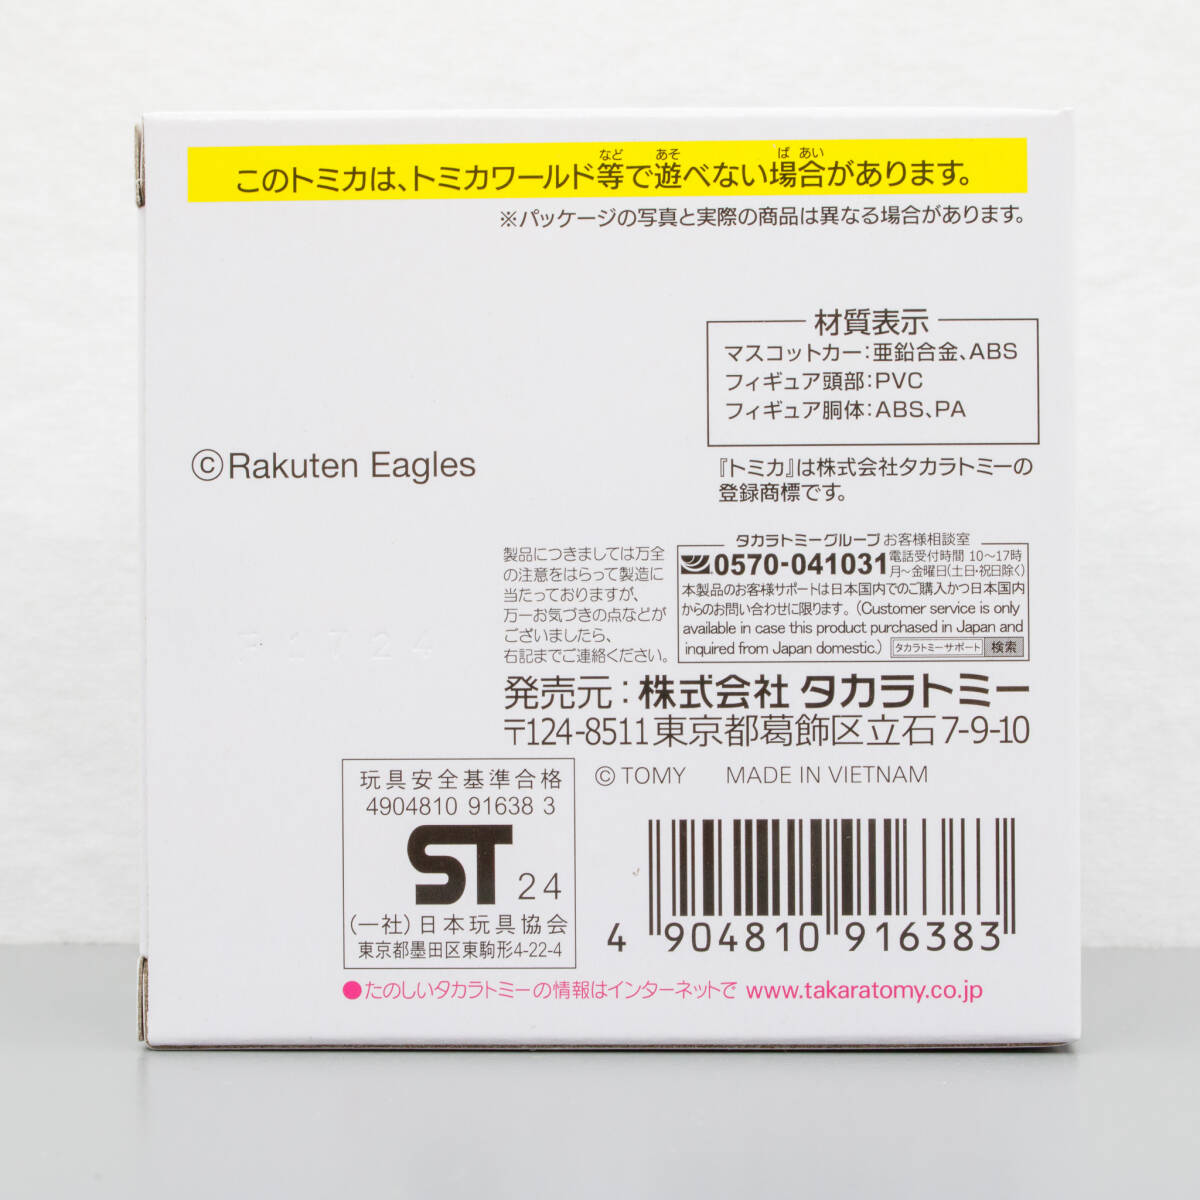 このトミカは、トミカワールド等で遊べない場合があります。
など あそ ば あい
※パッケージの写真と実際の商品は異なる場合があります。
材質表示
マスコットカー：亜鉛合金、ABS
フィギュア頭部：PVC
フィギュア胴体：ABS、PA
©Rakuten Eagles
『トミカ』は株式会社タカラトミーの
登録商標です。
製品につきましては万全
の注意をはらって製造に
当たっておりますが、
万一お気づきの点などが
ございましたら、
右記までご連絡ください。
タカラトミーグループ お客様相談室
0570-041031 電話受付時間 10〜17時
月〜金曜日(土日・祝日除く)
本製品のお客様サポートは日本国内でのご購入かつ日本国内
からのお問い合わせに限ります。(Customer service is only
available in case this product purchased in Japan and
inquired from Japan domestic.) タカラトミーサポート 検索
発売元：株式会社 タカラトミー
〒124-8511 東京都葛飾区立石7-9-10
© TOMY MADE IN VIETNAM
玩具安全基準合格
4904810 91638 3
ST 24
(一社)日本玩具協会
東京都墨田区東駒形4-22-4
4 904810 916383
●たのしいタカラトミーの情報はインターネットで www.takaratomy.co.jp